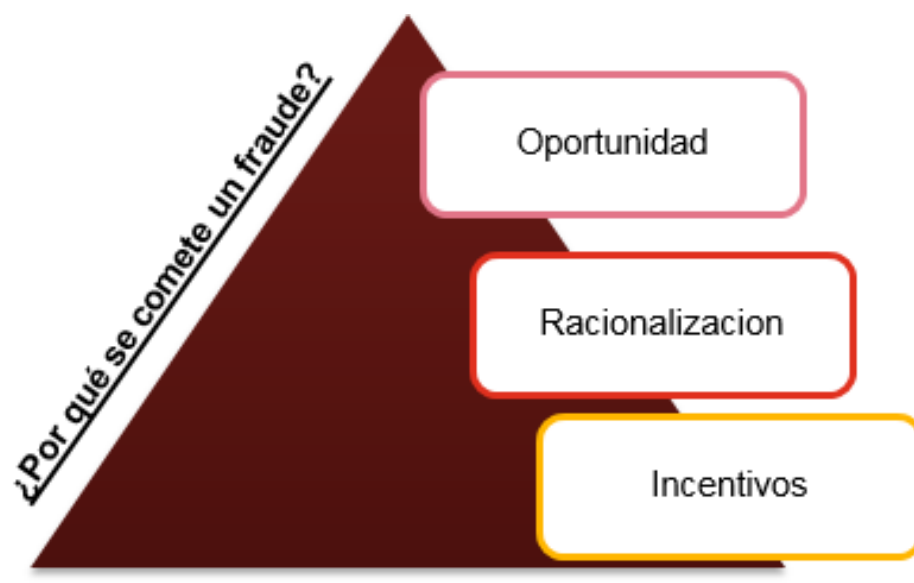 ¿Por qué se comete un fraude?
Oportunidad
Racionalizacion
Incentivos